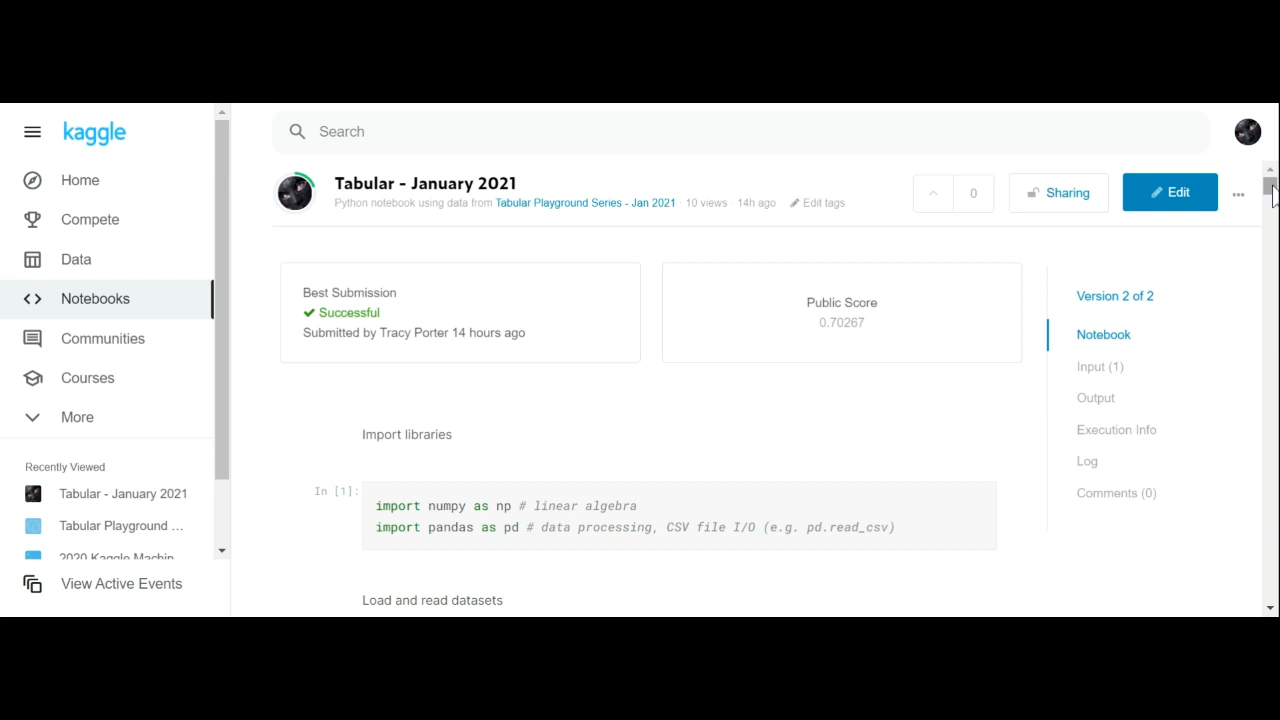 kaggle
Home
Compete
Data
Notebooks
Communities
Courses
More
Recently Viewed
Tabular - January 2021
Tabular Playground ...
2020 Kaggle Machin
View Active Events
Search
Tabular - January 2021
Python notebook using data from Tabular Playground Series - Jan 2021 · 10 views · 14h ago · Edit tags
0
Sharing
Edit
Best Submission
Successful
Submitted by Tracy Porter 14 hours ago
Public Score
0.70267
Import libraries
In [1]:
import numpy as np # linear algebra
import pandas as pd # data processing, CSV file I/O (e.g. pd.read_csv)
Load and read datasets
Version 2 of 2
Notebook
Input (1)
Output
Execution Info
Log
Comments (0)